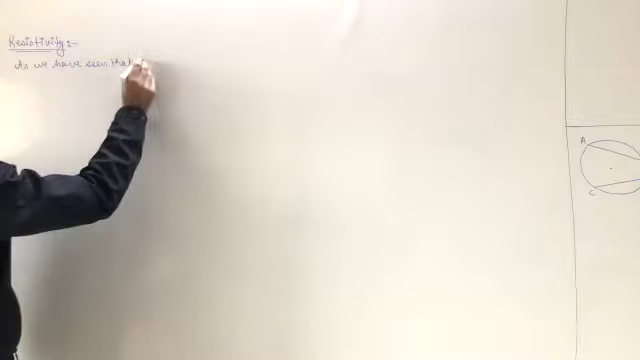 Resistivity:-
As we have seen that
A
C